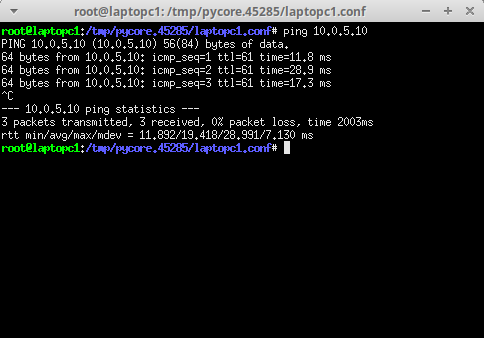 root@laptopc1: /tmp/pycore.45285/laptopc1.conf
root@laptopc1:/tmp/pycore.45285/laptopc1.conf# ping 10.0.5.10
PING 10.0.5.10 (10.0.5.10) 56(84) bytes of data.
64 bytes from 10.0.5.10: icmp_seq=1 ttl=61 time=11.8 ms
64 bytes from 10.0.5.10: icmp_seq=2 ttl=61 time=28.9 ms
64 bytes from 10.0.5.10: icmp_seq=3 ttl=61 time=17.3 ms
^C
--- 10.0.5.10 ping statistics ---
3 packets transmitted, 3 received, 0% packet loss, time 2003ms
rtt min/avg/max/mdev = 11.892/19.418/28.991/7.130 ms
root@laptopc1:/tmp/pycore.45285/laptopc1.conf#